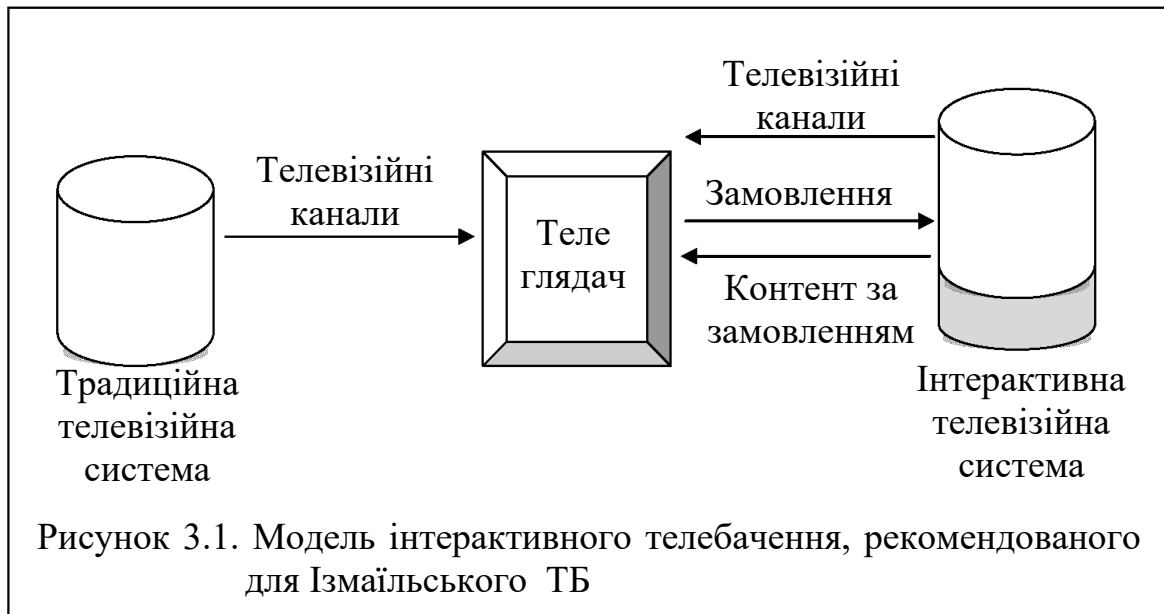 Телевізійні
канали
Телевізійні
канали
Замовлення
Теле
глядач
Контент за
замовленням
Традиційна
телевізійна
система
Інтерактивна
телевізійна
система
Рисунок 3.1. Модель інтерактивного телебачення, рекомендованого
для Ізмаїльського ТБ